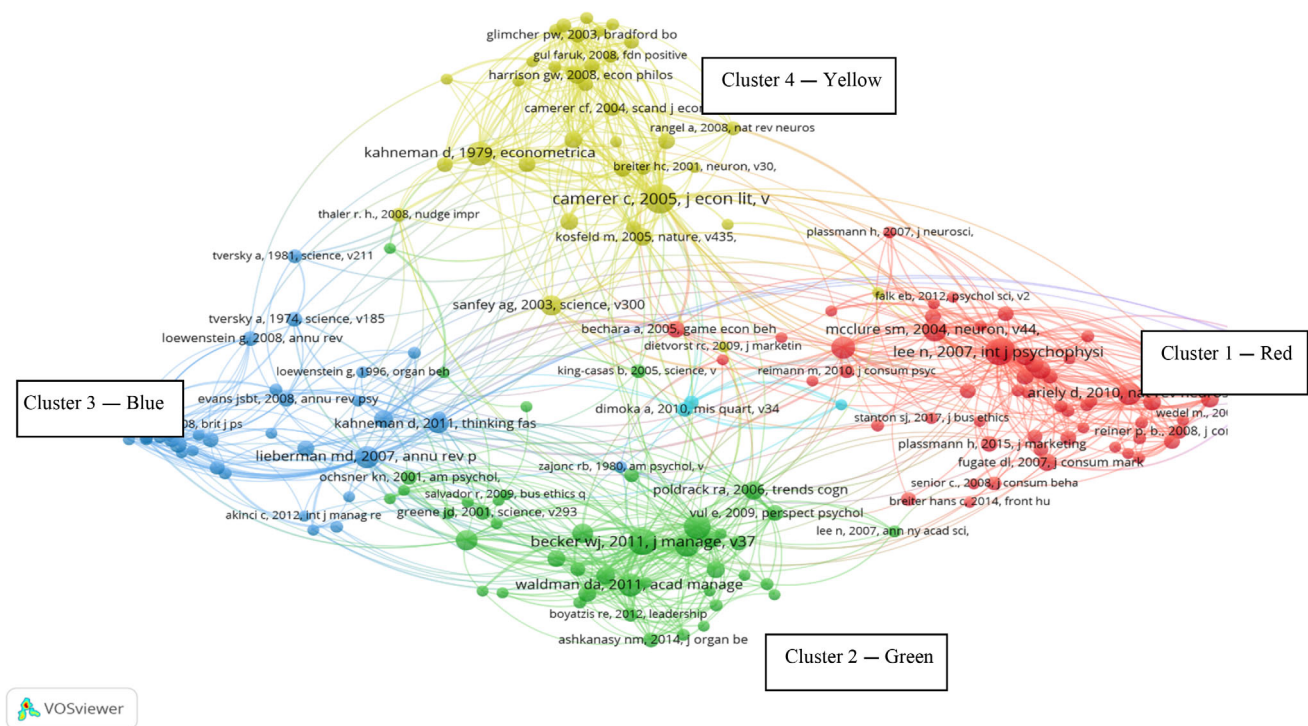 glimcher pw, 2003, bradford bo
gul faruk, 2008, fdn positive
harrison gw, 2008, econ philos
Cluster 4 — Yellow
camerer cf, 2004, scand j econ
rangel a, 2008, nat rev neuros
kahneman d, 1979, econometrica
breiter hc, 2001, neuron, v30,
camerer c, 2005, j econ lit, v
thaler r. h., 2008, nudge impr
kosfeld m, 2005, nature, v435,
plassmann h, 2007, j neurosci,
tversky a, 1981, science, v211
sanfey ag, 2003, science, v300
falk eb, 2012, psychol sci, v2
tversky a, 1974, science, v185
bechara a, 2005, game econ beh
mcclure sm, 2004, neuron, v44,
loewenstein g, 2008, annu rev
dietvorst rc, 2009, j marketin
lee n, 2007, int j psychophysi
Cluster 1 — Red
loewenstein g, 1996, organ beh
king-casas b, 2005, science, v
reimann m, 2010, j consum psyc
evans jsbt, 2008, annu rev psy
ariely d, 2010, nat rev neuros
Cluster 3 — Blue
dimoka a, 2010, mis quart, v34
stanton sj, 2017, j bus ethics
wedel m., 200
kahneman d, 2011, thinking fas
reiner p. b., 2008, j co
08, brit j ps
plassmann h, 2015, j marketing
lieberman md, 2007, annu rev p
zajonc rb, 1980, am psychol, v
fugate dl, 2007, j consum mark
ochsner kn, 2001, am psychol,
senior c., 2008, j consum beha
salvador r, 2009, bus ethics q
poldrack ra, 2006, trends cogn
breiter hans c, 2014, front hu
akinci c, 2012, int j manag re
greene jd, 2001, science, v293
vul e, 2009, perspect psychol
lee n, 2007, ann ny acad sci,
becker wj, 2011, j manage, v37
waldman da, 2011, acad manage
boyatzis re, 2012, leadership
ashkanasy nm, 2014, j organ be
Cluster 2 — Green
VOSviewer